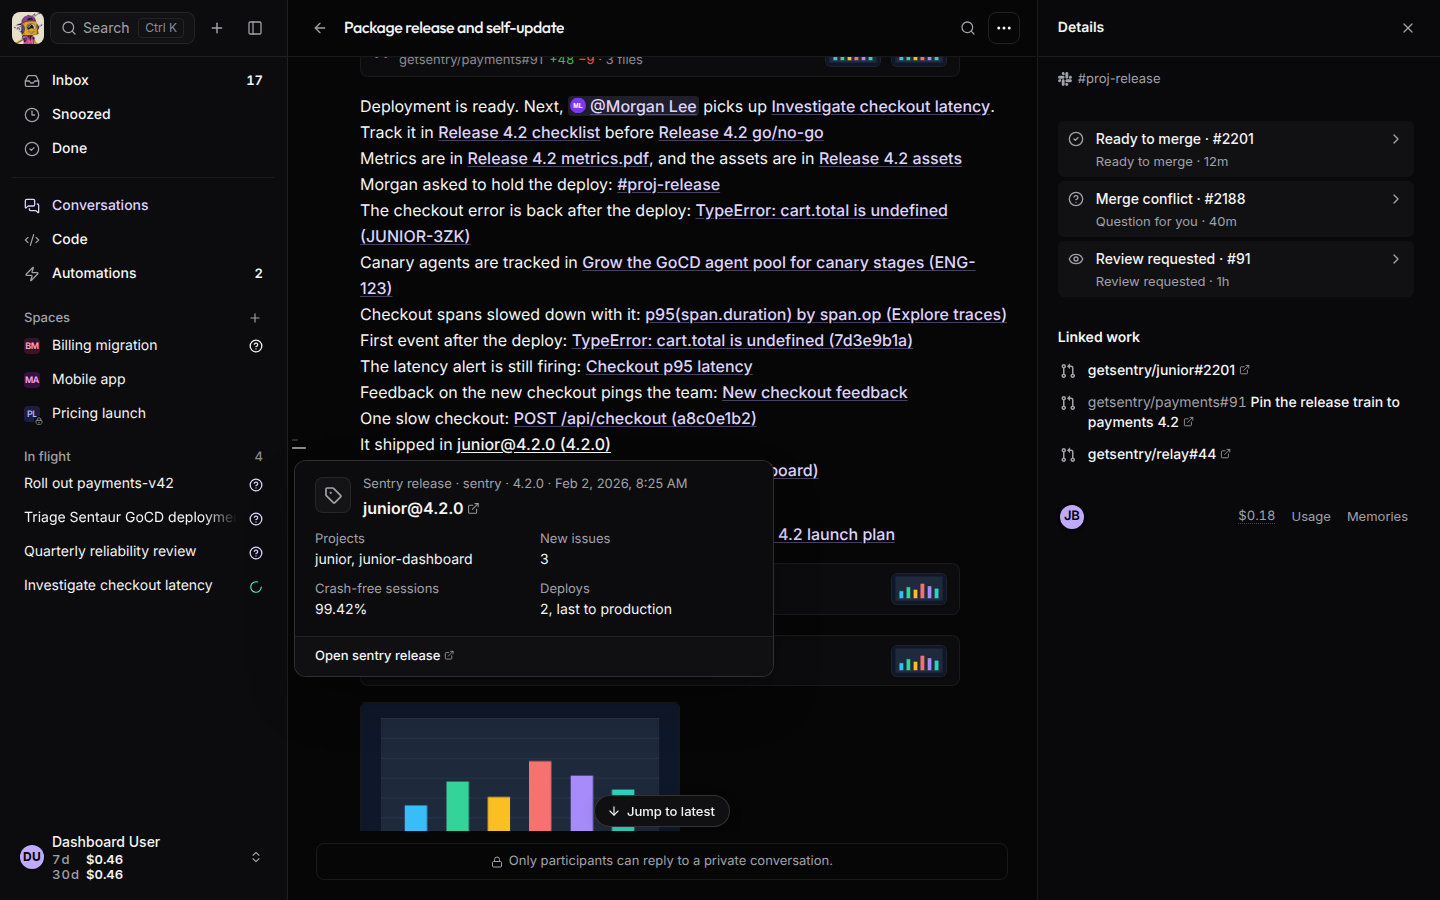 Search Ctrl K
Inbox 17
Snoozed
Done
Conversations
Code
Automations 2
Spaces
BM Billing migration
MA Mobile app
PL Pricing launch
In flight 4
Roll out payments-v42
Triage Sentaur GoCD deployme
Quarterly reliability review
Investigate checkout latency
DU Dashboard User
7d $0.46
30d $0.46
Package release and self-update
getsentry/payments#91 +48 −9 · 3 files
Deployment is ready. Next, ML @Morgan Lee picks up Investigate checkout latency.
Track it in Release 4.2 checklist before Release 4.2 go/no-go
Metrics are in Release 4.2 metrics.pdf, and the assets are in Release 4.2 assets
Morgan asked to hold the deploy: #proj-release
The checkout error is back after the deploy: TypeError: cart.total is undefined
(JUNIOR-3ZK)
Canary agents are tracked in Grow the GoCD agent pool for canary stages (ENG-
123)
Checkout spans slowed down with it: p95(span.duration) by span.op (Explore traces)
First event after the deploy: TypeError: cart.total is undefined (7d3e9b1a)
The latency alert is still firing: Checkout p95 latency
Feedback on the new checkout pings the team: New checkout feedback
One slow checkout: POST /api/checkout (a8c0e1b2)
It shipped in junior@4.2.0 (4.2.0)
board)
4.2 launch plan
Sentry release · sentry · 4.2.0 · Feb 2, 2026, 8:25 AM
junior@4.2.0
Projects New issues
junior, junior-dashboard 3
Crash-free sessions Deploys
99.42% 2, last to production
Open sentry release
Jump to latest
Only participants can reply to a private conversation.
Details
#proj-release
Ready to merge · #2201
Ready to merge · 12m
Merge conflict · #2188
Question for you · 40m
Review requested · #91
Review requested · 1h
Linked work
getsentry/junior#2201
getsentry/payments#91 Pin the release train to
payments 4.2
getsentry/relay#44
JB $0.18 Usage Memories